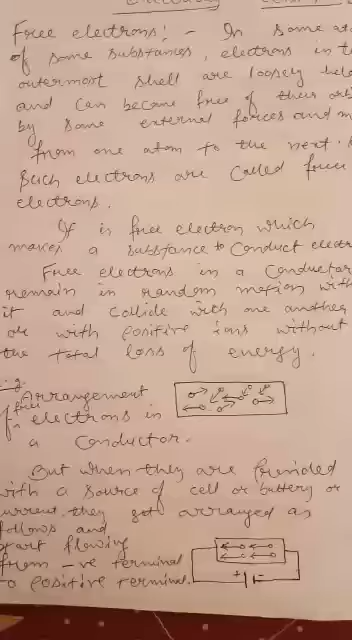 Free electrons :- In some at
of some substances, electrons in t
outermost shell are loosely hel
and can become free of their orb
by some external forces and m
from one atom to the next.
Such electrons are called free
electrons.
It is free electron which
makes a substance to conduct electr
Free electrons in a conductor
remain in random motion with
it and collide with one another
or with positive ions without
the total loss of energy.
Arrangement
of free electrons in
a conductor.
But when they are provided
with a source of cell or battery or
current, they get arranged as
follows and
start flowing
from -ve terminal
to positive terminal.
+ -